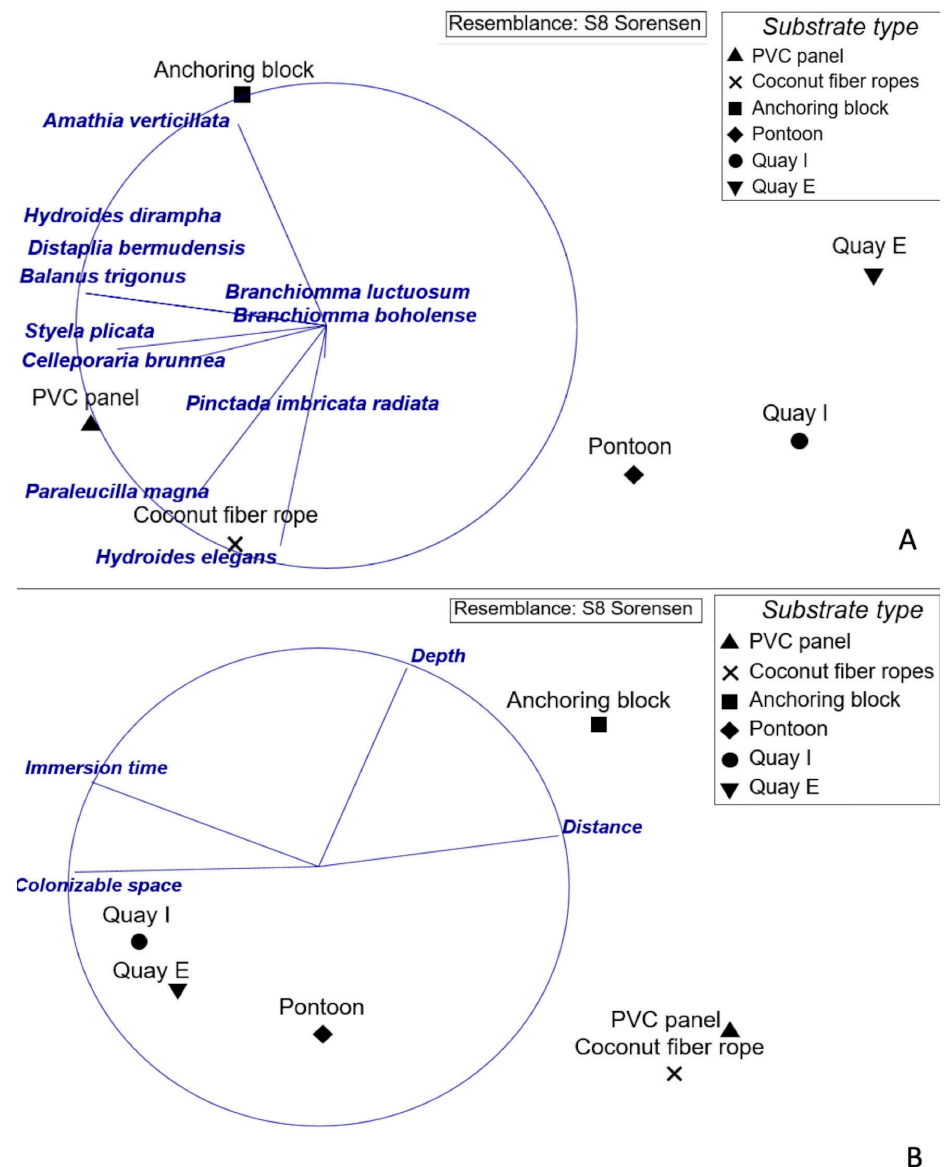 Resemblance: S8 Sorensen
Substrate type
PVC panel
Coconut fiber ropes
Anchoring block
Pontoon
Quay I
Quay E
Anchoring block
Amathia verticillata
Hydroides dirampha
Distaplia bermudensis
Balanus trigonus
Branchiomma luctuosum
Branchiomma boholense
Styela plicata
Celleporaria brunnea
PVC panel
Pinctada imbricata radiata
Paraleucilla magna
Coconut fiber rope
Hydroides elegans
Quay E
Quay I
Pontoon
A
Resemblance: S8 Sorensen
Substrate type
PVC panel
Coconut fiber ropes
Anchoring block
Pontoon
Quay I
Quay E
Depth
Anchoring block
Immersion time
Distance
Colonizable space
Quay I
Quay E
Pontoon
PVC panel
Coconut fiber rope
B